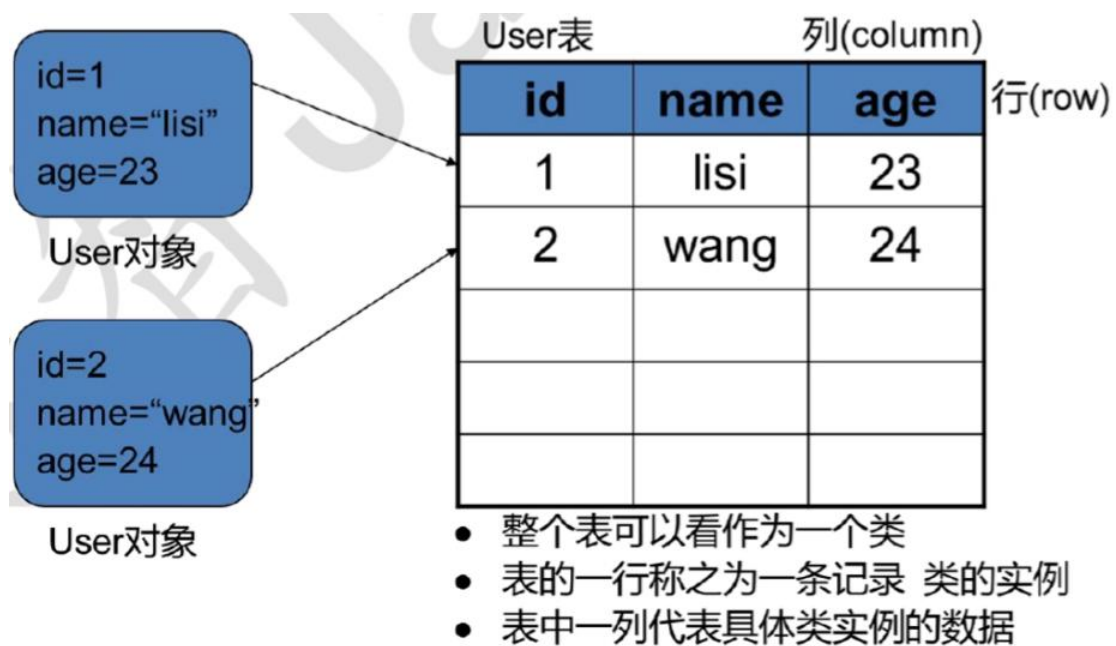 id=1
name=“lisi”
age=23
User对象
id=2
name=“wang”
age=24
User对象
User表 列(column)
id name age 行(row)
1 lisi 23
2 wang 24
● 整个表可以看作为一个类
● 表的一行称之为一条记录 类的实例
● 表中一列代表具体类实例的数据